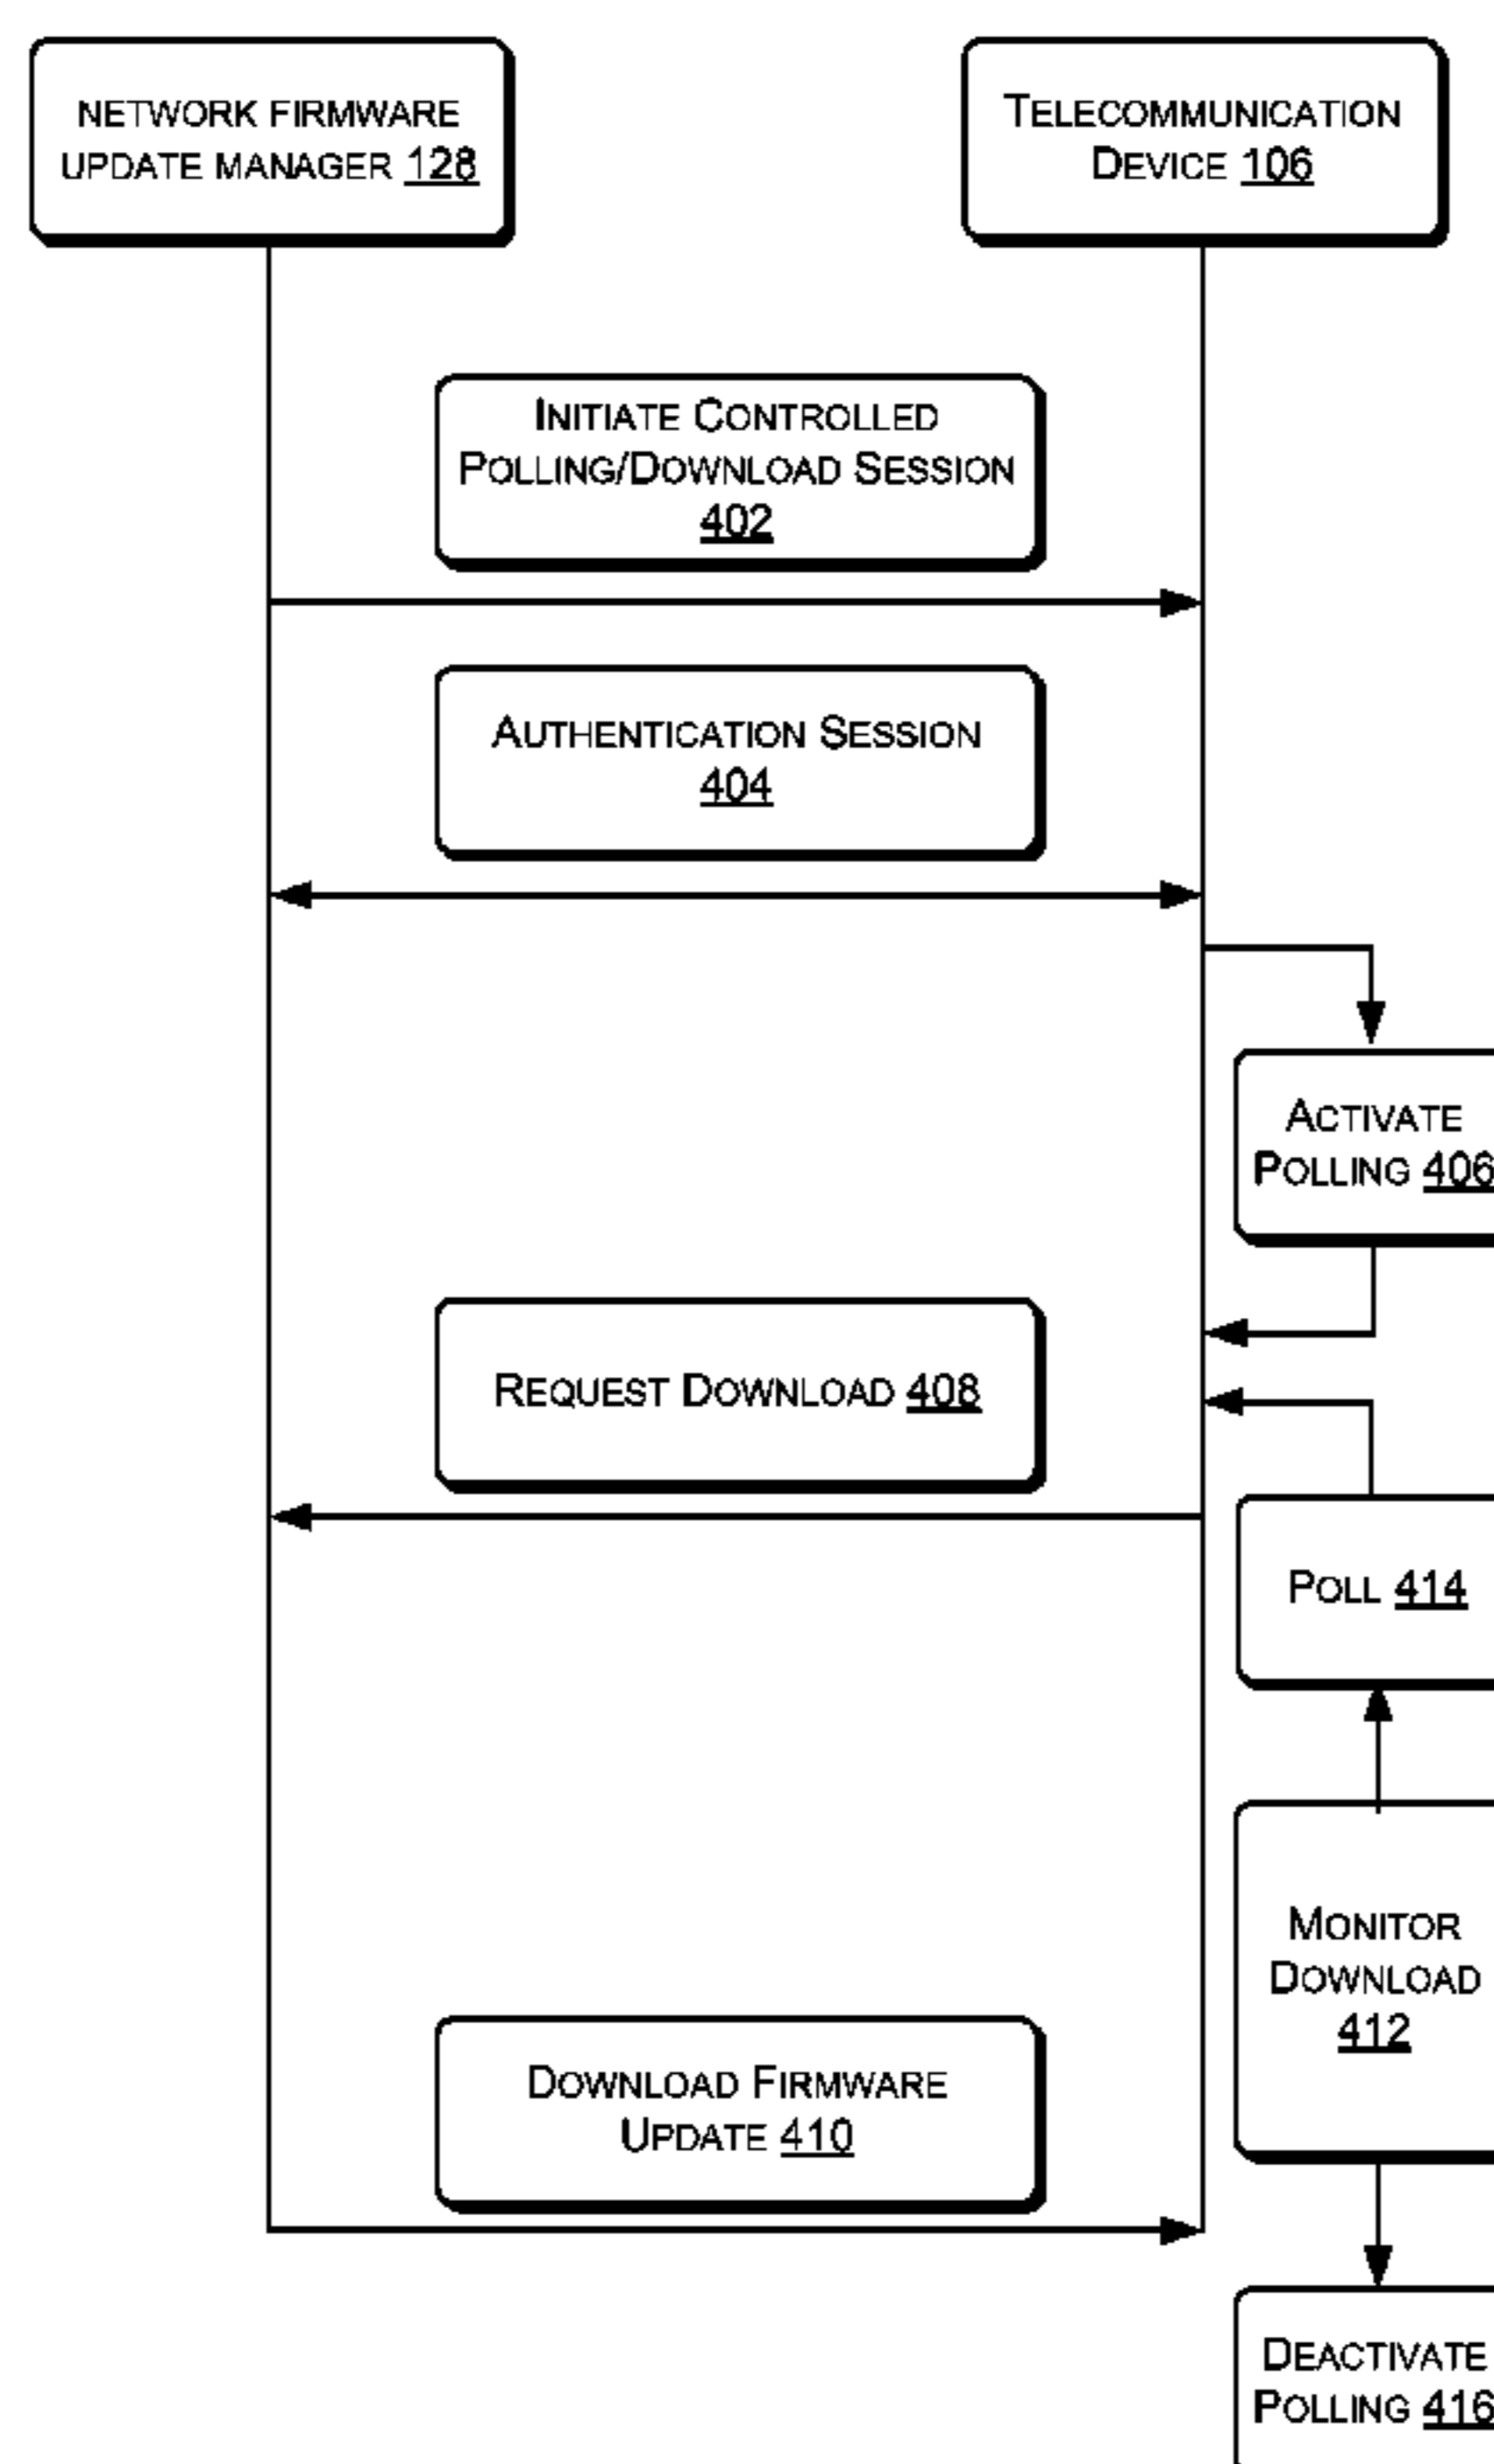 NETWORK FIRMWARE
UPDATE MANAGER 128
TELECOMMUNICATION
DEVICE 106
INITIATE CONTROLLED
POLLING/DOWNLOAD SESSION
402
AUTHENTICATION SESSION
404
ACTIVATE
POLLING 406
REQUEST DOWNLOAD 408
POLL 414
MONITOR
DOWNLOAD
412
DOWNLOAD FIRMWARE
UPDATE 410
DEACTIVATE
POLLING 416